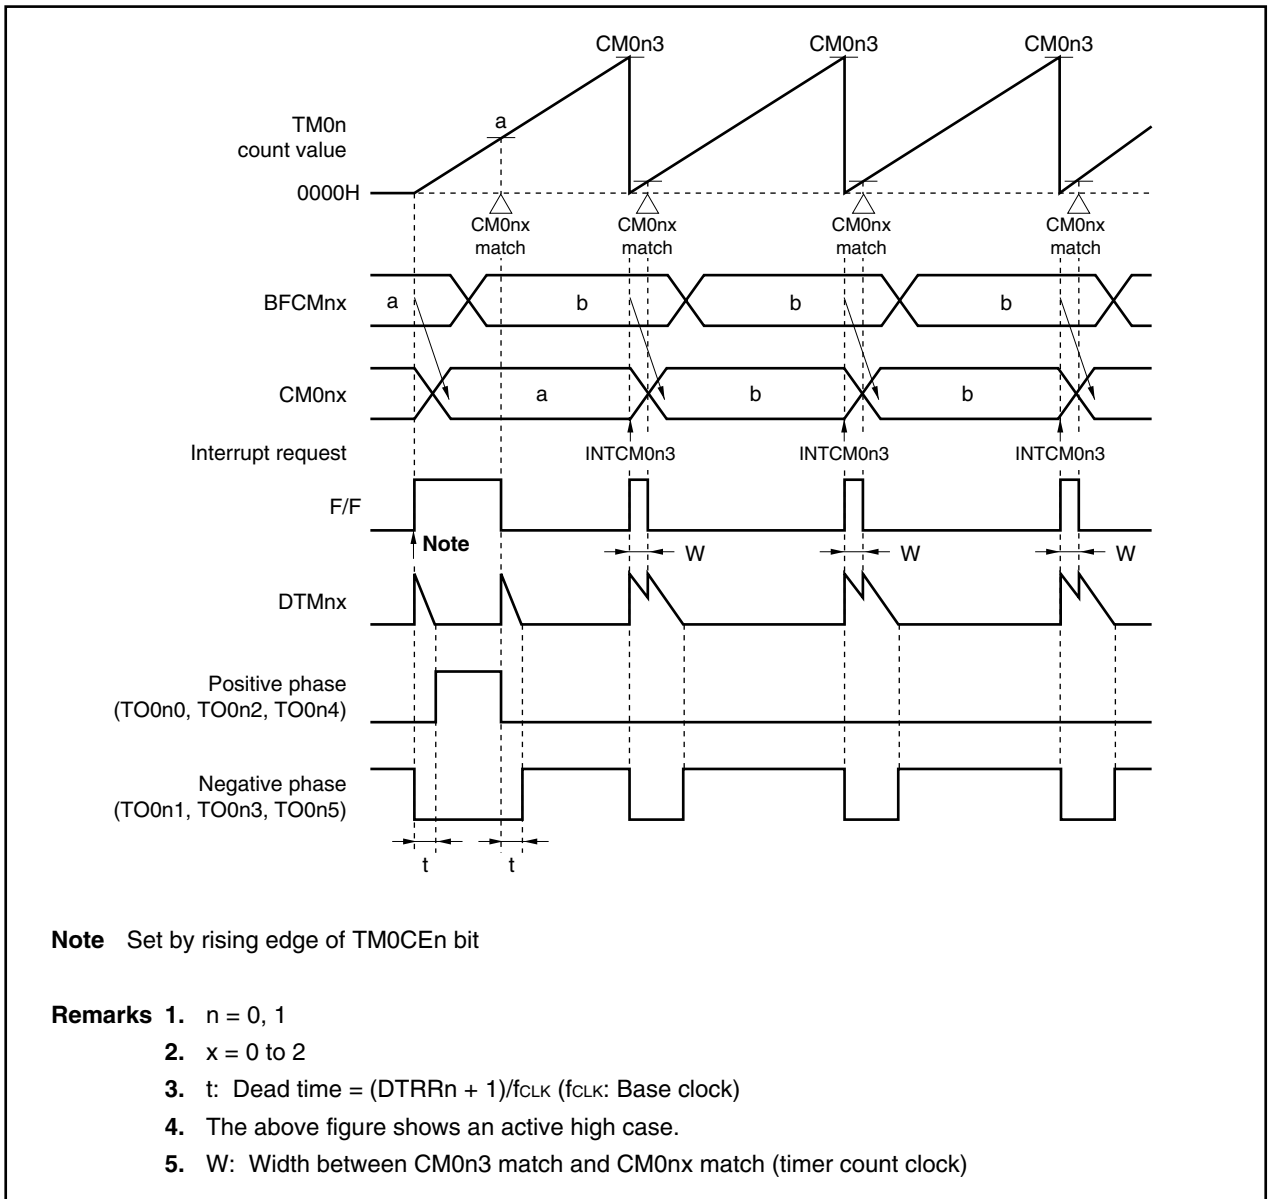 CM0n3 CM0n3 CM0n3
TM0n
count value
a
0000H
CM0nx
match
CM0nx
match
CM0nx
match
CM0nx
match
BFCMnx a b b b
CM0nx a b b
Interrupt request INTCM0n3 INTCM0n3 INTCM0n3
F/F
Note W W W
DTMnx
Positive phase
(TO0n0, TO0n2, TO0n4)
Negative phase
(TO0n1, TO0n3, TO0n5)
t t
Note Set by rising edge of TM0CEn bit
Remarks 1. n = 0, 1
2. x = 0 to 2
3. t: Dead time = (DTRRn + 1)/fCLK (fCLK: Base clock)
4. The above figure shows an active high case.
5. W: Width between CM0n3 match and CM0nx match (timer count clock)